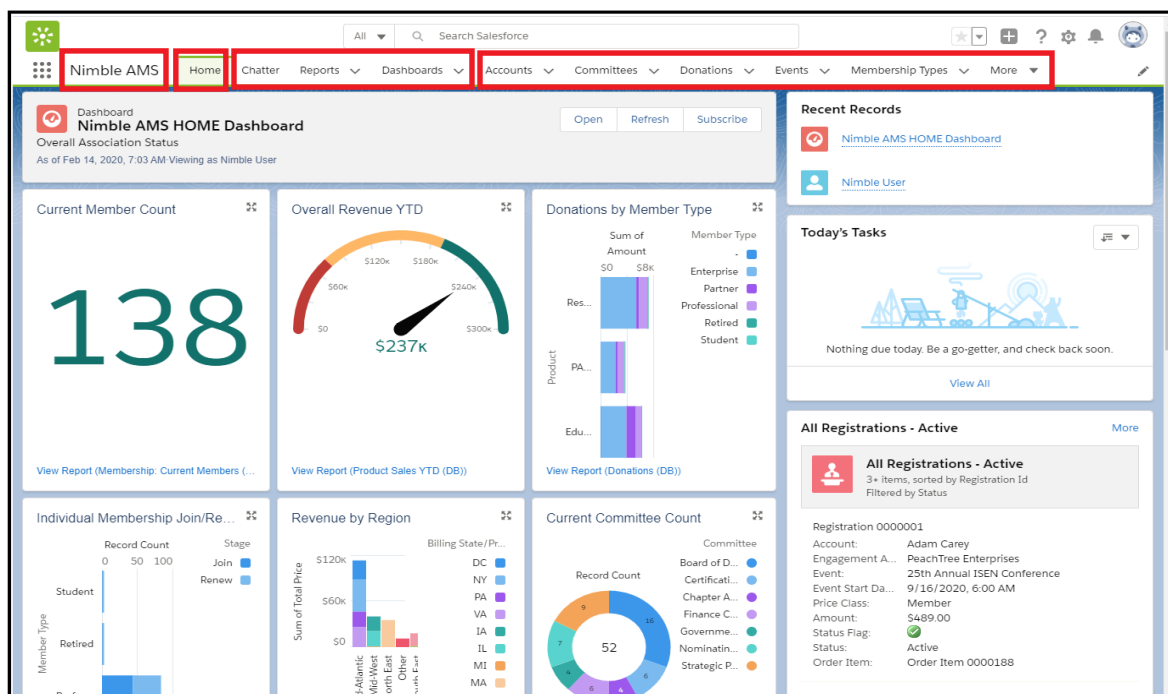 All
Search Salesforce
Nimble AMS
Home
Chatter
Reports
Dashboards
Accounts
Committees
Donations
Events
Membership Types
More
Dashboard
Nimble AMS HOME Dashboard
Overall Association Status
As of Feb 14, 2020, 7:03 AM·Viewing as Nimble User
Open
Refresh
Subscribe
Current Member Count
138
View Report (Membership: Current Members (...
Overall Revenue YTD
$0
$60K
$120K
$180K
$240K
$300K
$237K
View Report (Product Sales YTD (DB))
Donations by Member Type
Sum of
Amount
$0 $8K
Product
Res...
PA...
Edu...
Member Type
-
Enterprise
Partner
Professional
Retired
Student
View Report (Donations (DB))
Individual Membership Join/Re...
Record Count
0 50 100
Member Type
Student
Retired
Stage
Join
Renew
Revenue by Region
Sum of Total Price
$120K
$60K
$0
Mid-West
Other
Billing State/Pr...
DC
NY
PA
VA
IA
IL
MI
MA
Current Committee Count
Record Count
52
16
6
4
6
4
7
9
Committee
Board of D...
Certificati...
Chapter A...
Finance C...
Governme...
Nominatin...
Strategic P...
Recent Records
Nimble AMS HOME Dashboard
Nimble User
Today's Tasks
Nothing due today. Be a go-getter, and check back soon.
View All
All Registrations - Active
More
All Registrations - Active
3+ items, sorted by Registration Id
Filtered by Status
Registration 0000001
Account: Adam Carey
Engagement A... PeachTree Enterprises
Event: 25th Annual ISEN Conference
Event Start Da... 9/16/2020, 6:00 AM
Price Class: Member
Amount: $489.00
Status Flag:
Status: Active
Order Item: Order Item 0000188